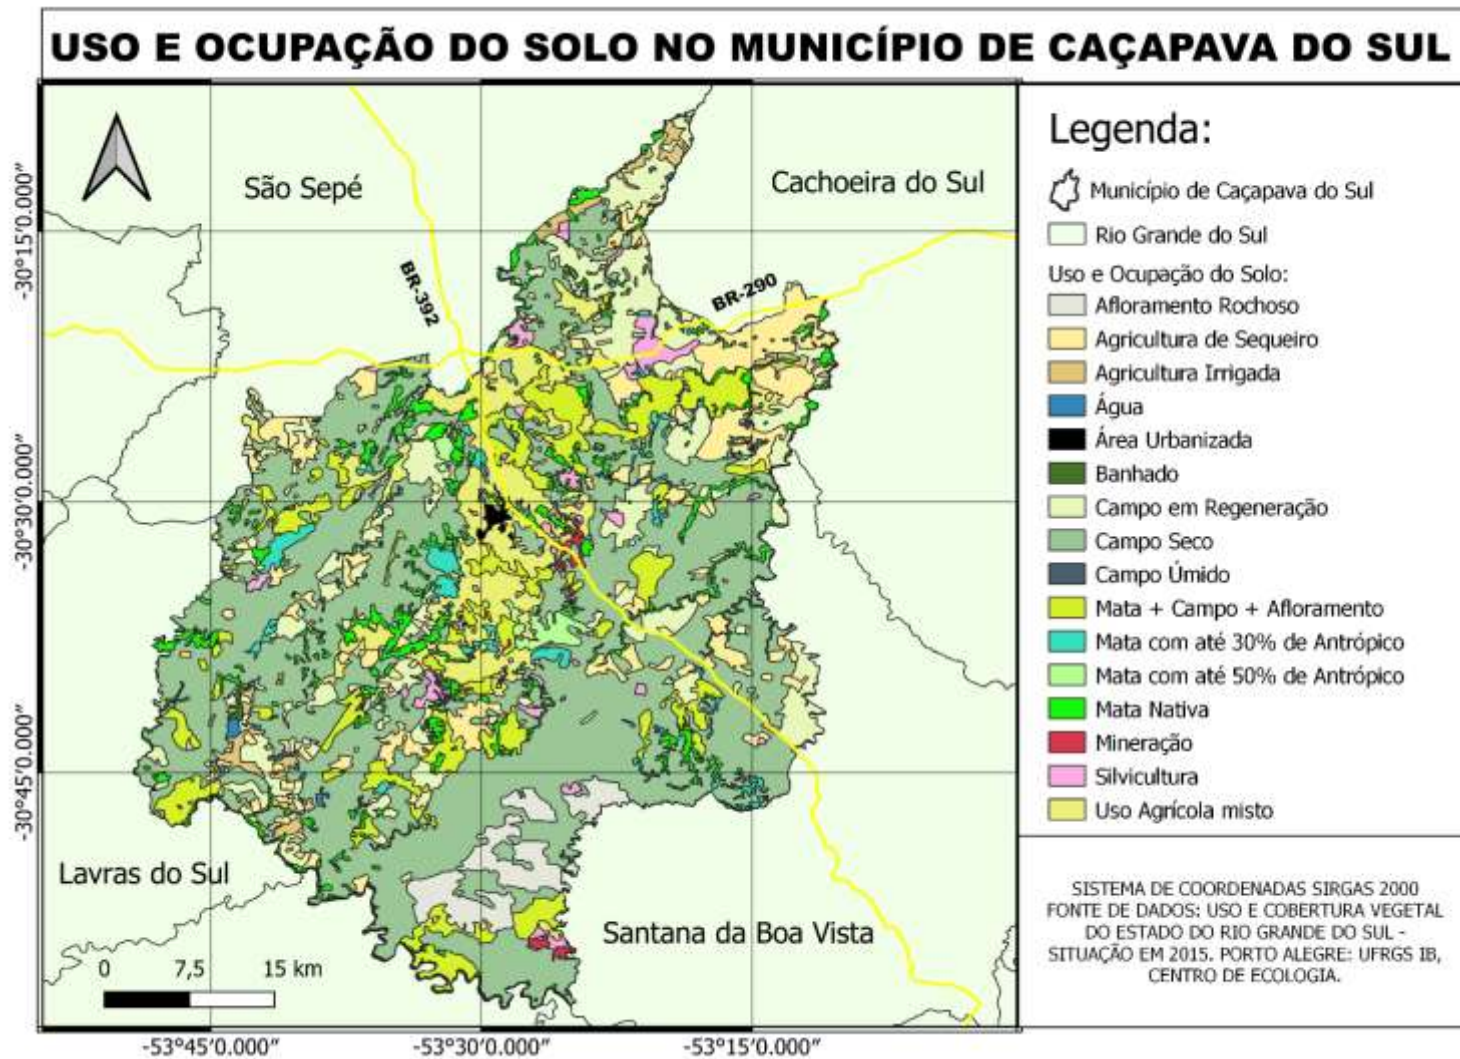 USO E OCUPAÇÃO DO SOLO NO MUNICÍPIO DE CAÇAPAVA DO SUL
São Sepé
Cachoeira do Sul
BR-392
BR-290
Lavras do Sul
Santana da Boa Vista
0 7,5 15 km
-30°15'0.000"
-30°30'0.000"
-30°45'0.000"
-53°45'0.000"
-53°30'0.000"
-53°15'0.000"
Legenda:
Município de Caçapava do Sul
Rio Grande do Sul
Uso e Ocupação do Solo:
Afloramento Rochoso
Agricultura de Sequeiro
Agricultura Irrigada
Água
Área Urbanizada
Banhado
Campo em Regeneração
Campo Seco
Campo Úmido
Mata + Campo + Afloramento
Mata com até 30% de Antrópico
Mata com até 50% de Antrópico
Mata Nativa
Mineração
Silvicultura
Uso Agrícola misto
SISTEMA DE COORDENADAS SIRGAS 2000
FONTE DE DADOS: USO E COBERTURA VEGETAL
DO ESTADO DO RIO GRANDE DO SUL -
SITUAÇÃO EM 2015. PORTO ALEGRE: UFRGS IB,
CENTRO DE ECOLOGIA.